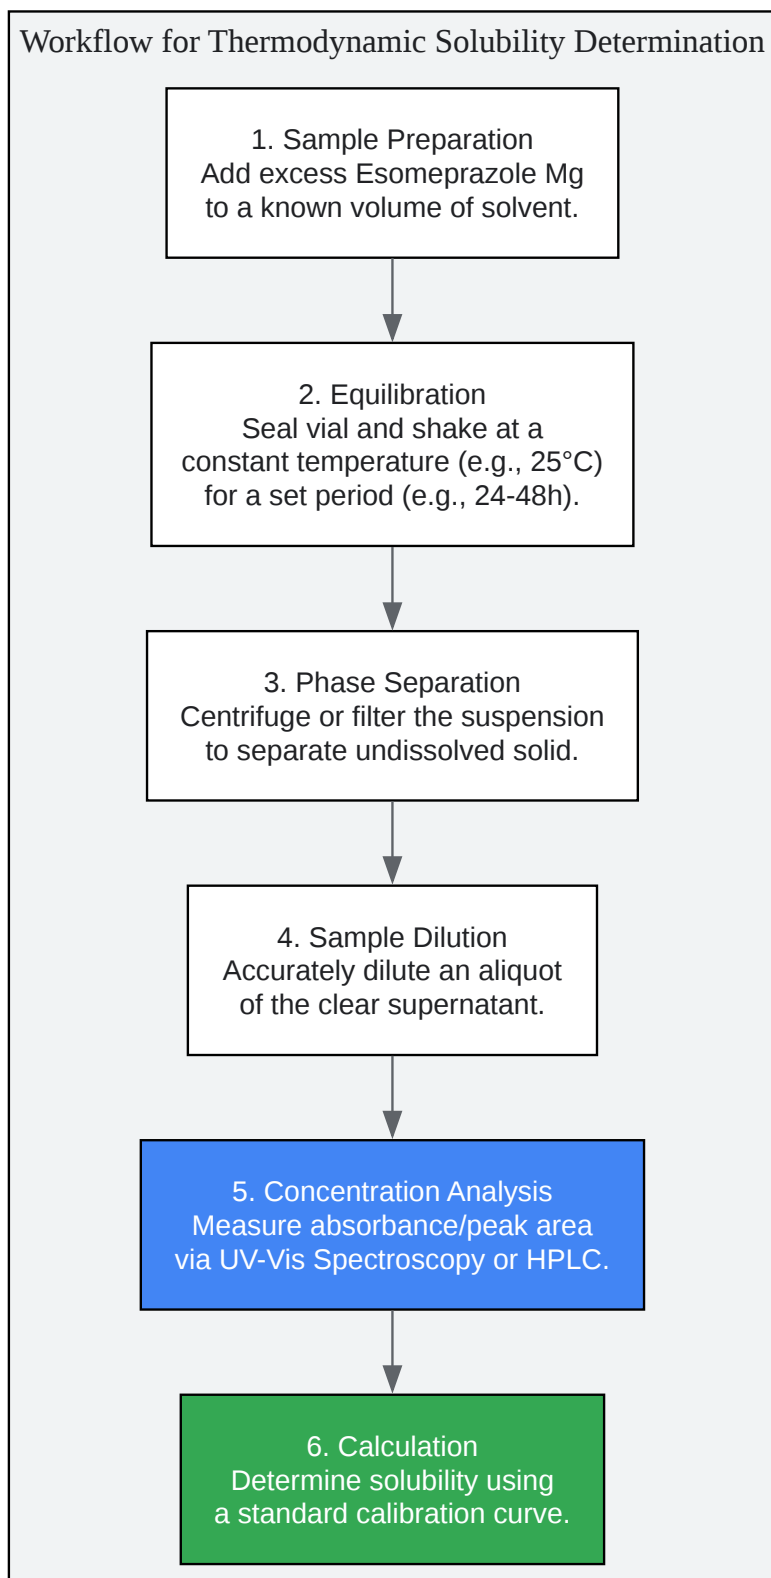 Workflow for Thermodynamic Solubility Determination
1. Sample Preparation
Add excess Esomeprazole Mg
to a known volume of solvent.
2. Equilibration
Seal vial and shake at a
constant temperature (e.g., 25°C)
for a set period (e.g., 24-48h).
3. Phase Separation
Centrifuge or filter the suspension
to separate undissolved solid.
4. Sample Dilution
Accurately dilute an aliquot
of the clear supernatant.
5. Concentration Analysis
Measure absorbance/peak area
via UV-Vis Spectroscopy or HPLC.
6. Calculation
Determine solubility using
a standard calibration curve.